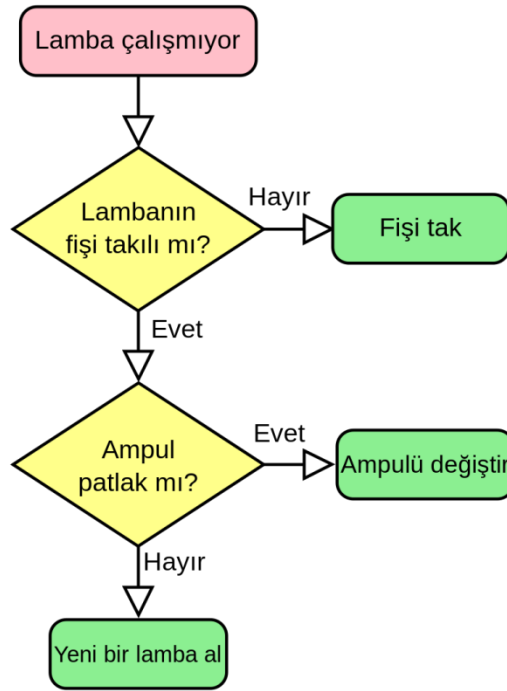 Lamba çalışmıyor
Lambanın
fişi takılı mı?
Hayır
Fişi tak
Evet
Ampul
patlak mı?
Evet
Ampulü değiştir
Hayır
Yeni bir lamba al